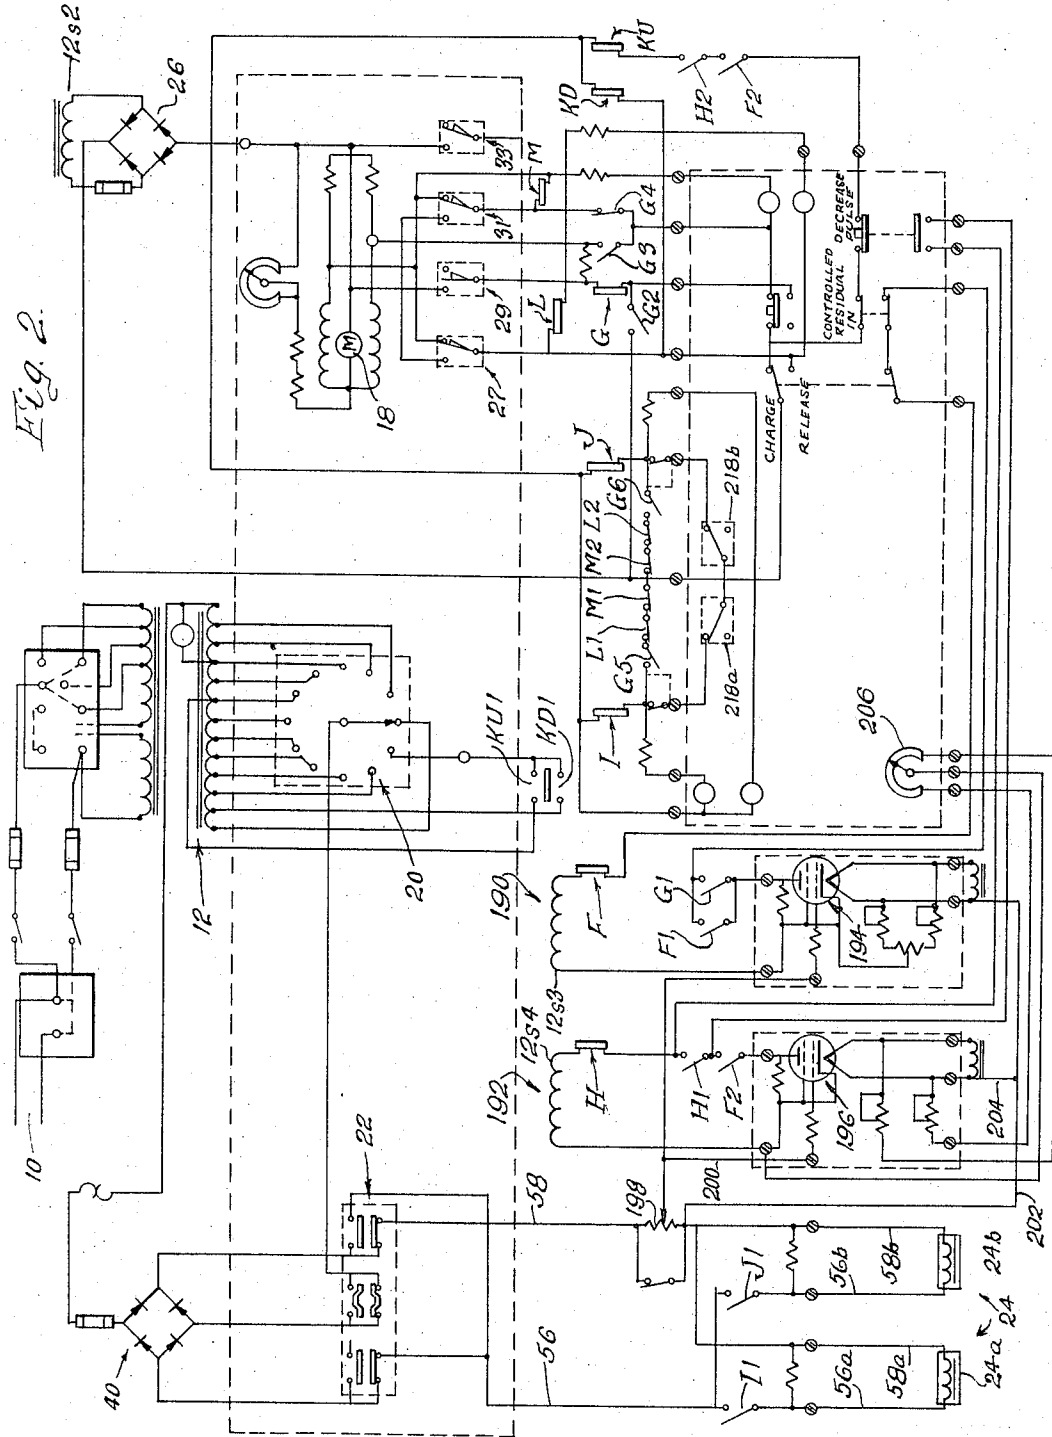 Fig. 2.
12s2
26
10
12
20
KU1
KD1
40
22
18
M
27
29
31
33
L
M
G
G2
G3
G4
KD
KU
H2
F2
J
I
G5
L1
M1
M2
L2
G6
218a
218b
CHARGE
RELEASE
CONTROLLED
RESIDUAL
IN
DECREASE
PULSE
206
190
192
12s3
12s4
F
H
G1
F1
H1
F2
194
196
198
200
202
204
56
58
I1
J1
56a
58a
56b
58b
24-a
24
24b